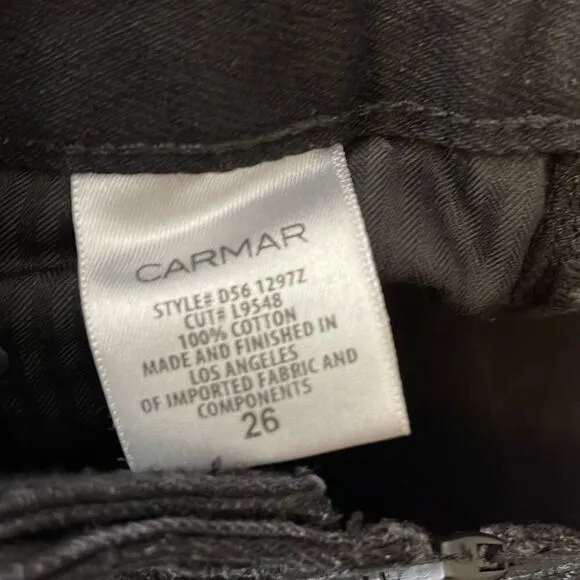 CARMAR
STYLE# D56 1297Z
CUT# L9548
100% COTTON
MADE AND FINISHED IN
LOS ANGELES
OF IMPORTED FABRIC AND
COMPONENTS
26